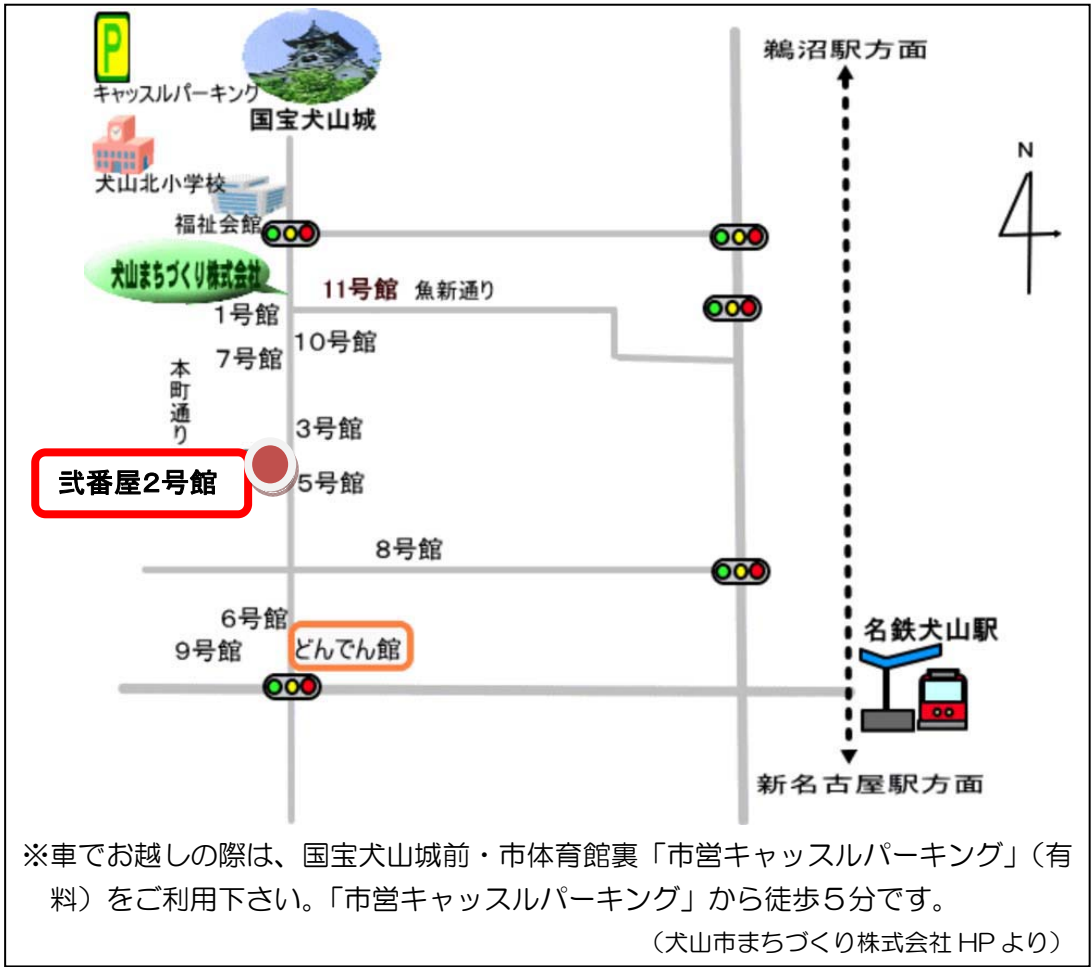 P
キャッスルパーキング
国宝犬山城
鵜沼駅方面
N
犬山北小学校
福祉会館
犬山まちづくり株式会社
11号館 魚新通り
1号館
10号館
7号館
本町通り
3号館
弐番屋2号館
5号館
8号館
6号館
どんでん館
9号館
名鉄犬山駅
新名古屋駅方面
※車でお越しの際は、国宝犬山城前・市体育館裏「市営キャッスルパーキング」（有
料）をご利用下さい。「市営キャッスルパーキング」から徒歩５分です。
（犬山市まちづくり株式会社 HP より）